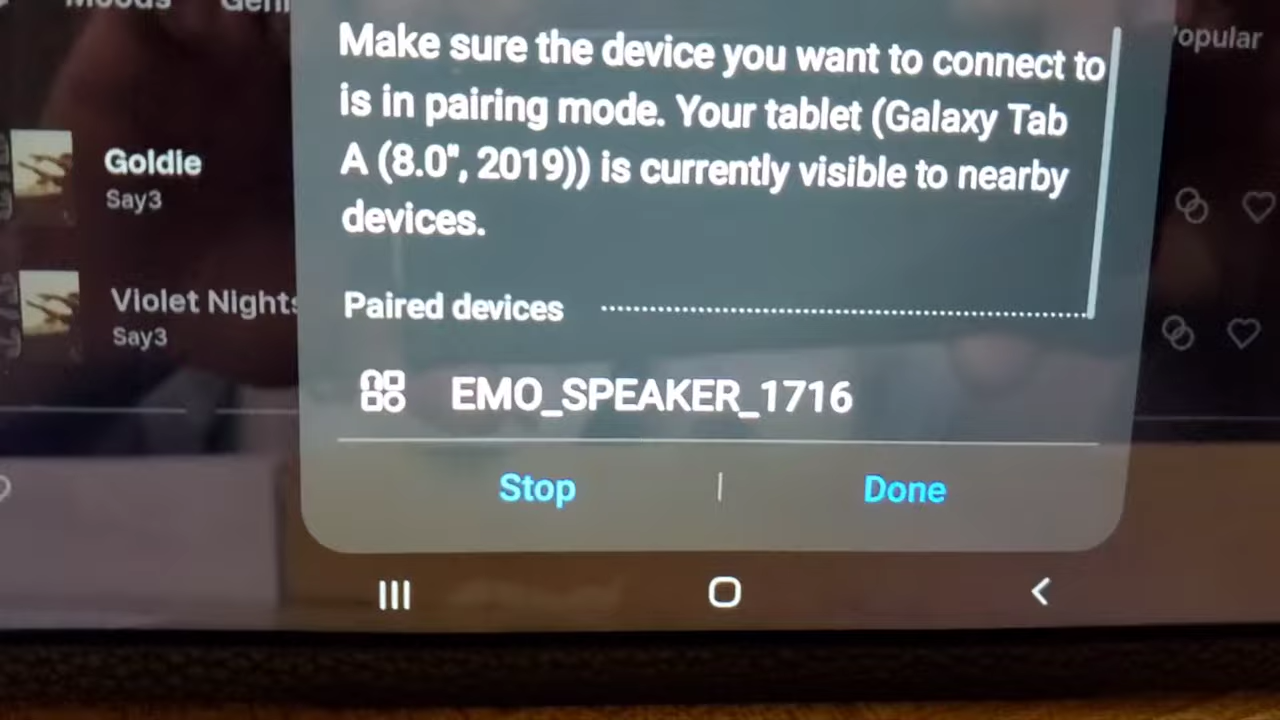 Make sure the device you want to connect to
is in pairing mode. Your tablet (Galaxy Tab
A (8.0", 2019)) is currently visible to nearby
devices.
Goldie
Say3
Violet Nights
Say3
Paired devices
EMO_SPEAKER_1716
Stop | Done